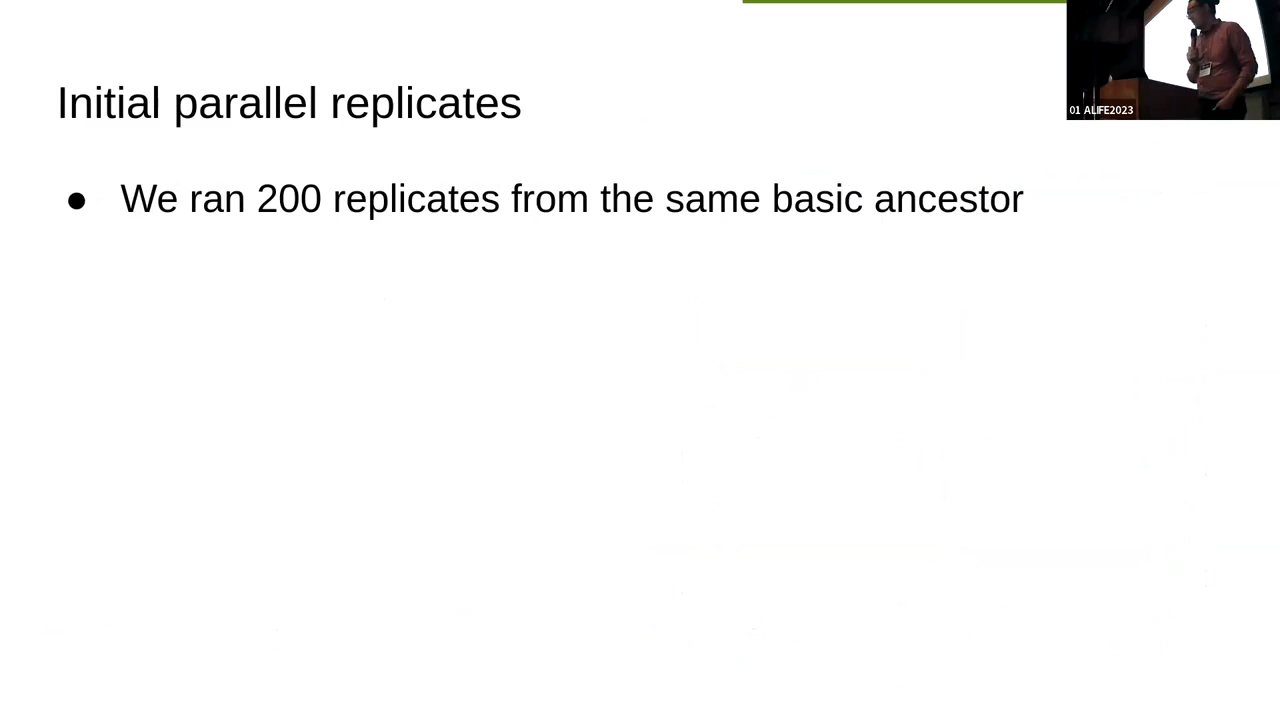 01 ALIFE2023
Initial parallel replicates
● We ran 200 replicates from the same basic ancestor